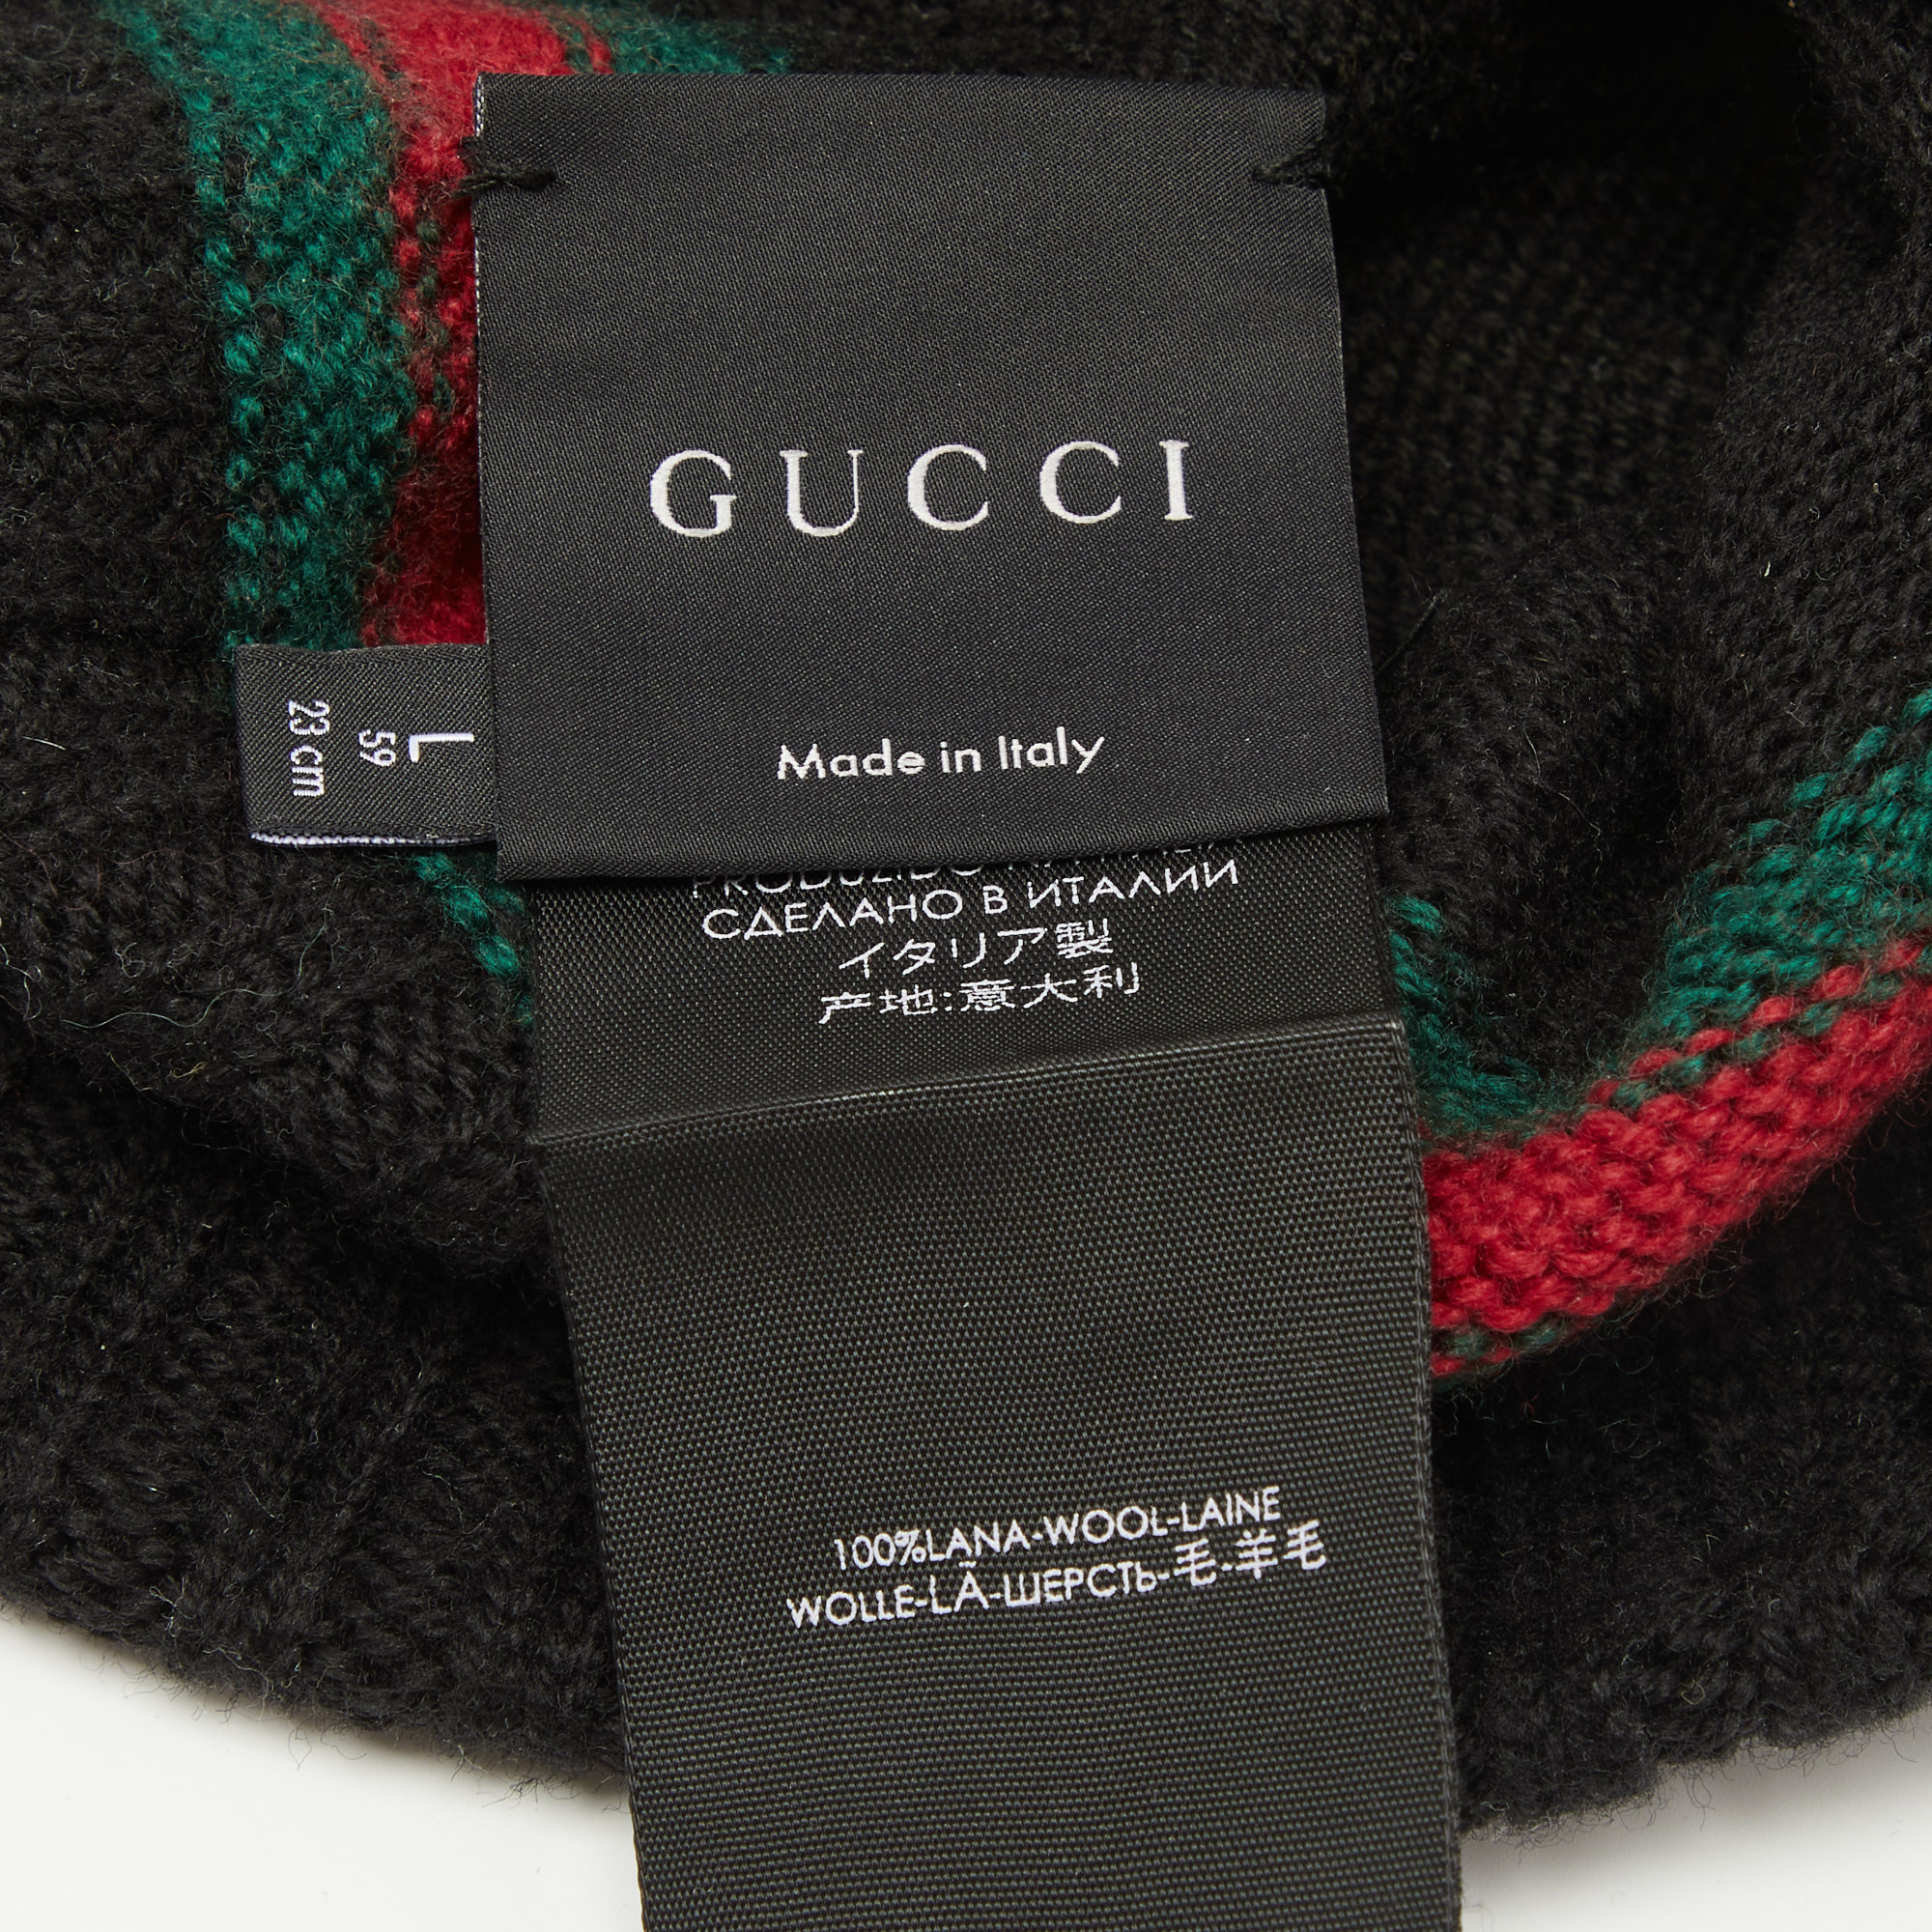 GUCCI
Made in Italy
L
59
23 cm
PRODUZIDO
СДЕЛАНО В ИТАЛИИ
イタリア製
产地:意大利
100%LANA-WOOL-LAINE
WOLLE-LÃ-ШЕРСТЬ-毛-羊毛